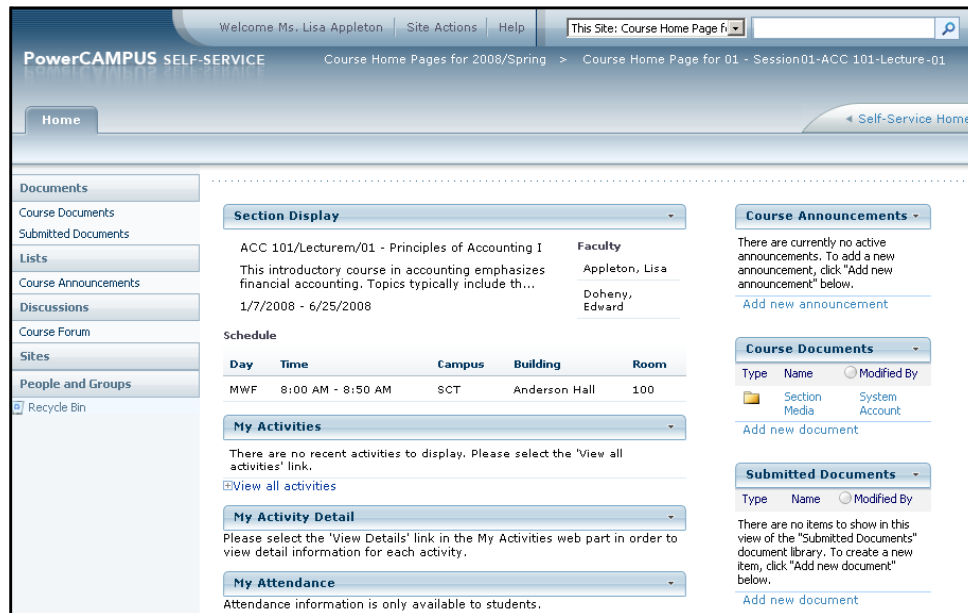 Welcome Ms. Lisa Appleton Site Actions Help This Site: Course Home Page f
PowerCAMPUS SELF-SERVICE Course Home Pages for 2008/Spring > Course Home Page for 01 - Session01-ACC 101-Lecture-01
Home
Self-Service Home
Documents
Course Documents
Submitted Documents
Lists
Course Announcements
Discussions
Course Forum
Sites
People and Groups
Recycle Bin
Section Display
ACC 101/Lecturem/01 - Principles of Accounting I
This introductory course in accounting emphasizes
financial accounting. Topics typically include th...
1/7/2008 - 6/25/2008
Faculty
Appleton, Lisa
Doheny,
Edward
Schedule
Day Time Campus Building Room
MWF 8:00 AM - 8:50 AM SCT Anderson Hall 100
My Activities
There are no recent activities to display. Please select the 'View all
activities' link.
View all activities
My Activity Detail
Please select the 'View Details' link in the My Activities web part in order to
view detail information for each activity.
My Attendance
Attendance information is only available to students.
Course Announcements
There are currently no active
announcements. To add a new
announcement, click "Add new
announcement" below.
Add new announcement
Course Documents
Type Name Modified By
Section System
Media Account
Add new document
Submitted Documents
Type Name Modified By
There are no items to show in this
view of the "Submitted Documents"
document library. To create a new
item, click "Add new document"
below.
Add new document